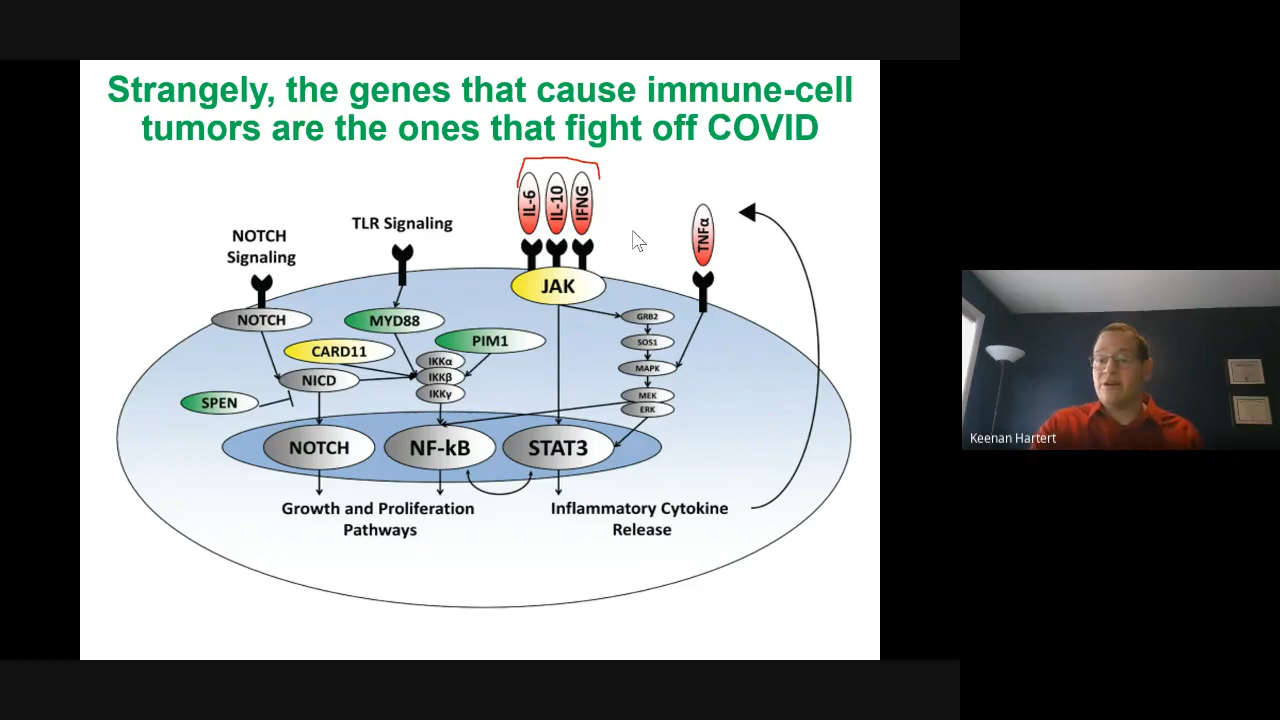 Strangely, the genes that cause immune-cell
tumors are the ones that fight off COVID
IL-6
IL-10
IFNG
TNFα
TLR Signaling
NOTCH
Signaling
JAK
NOTCH
MYD88
GRB2
PIM1
SOS1
CARD11
IKKα
MAPK
NICD
IKKβ
IKKγ
MEK
SPEN
ERK
NOTCH
NF-kB
STAT3
Growth and Proliferation
Pathways
Inflammatory Cytokine
Release
Keenan Hartert